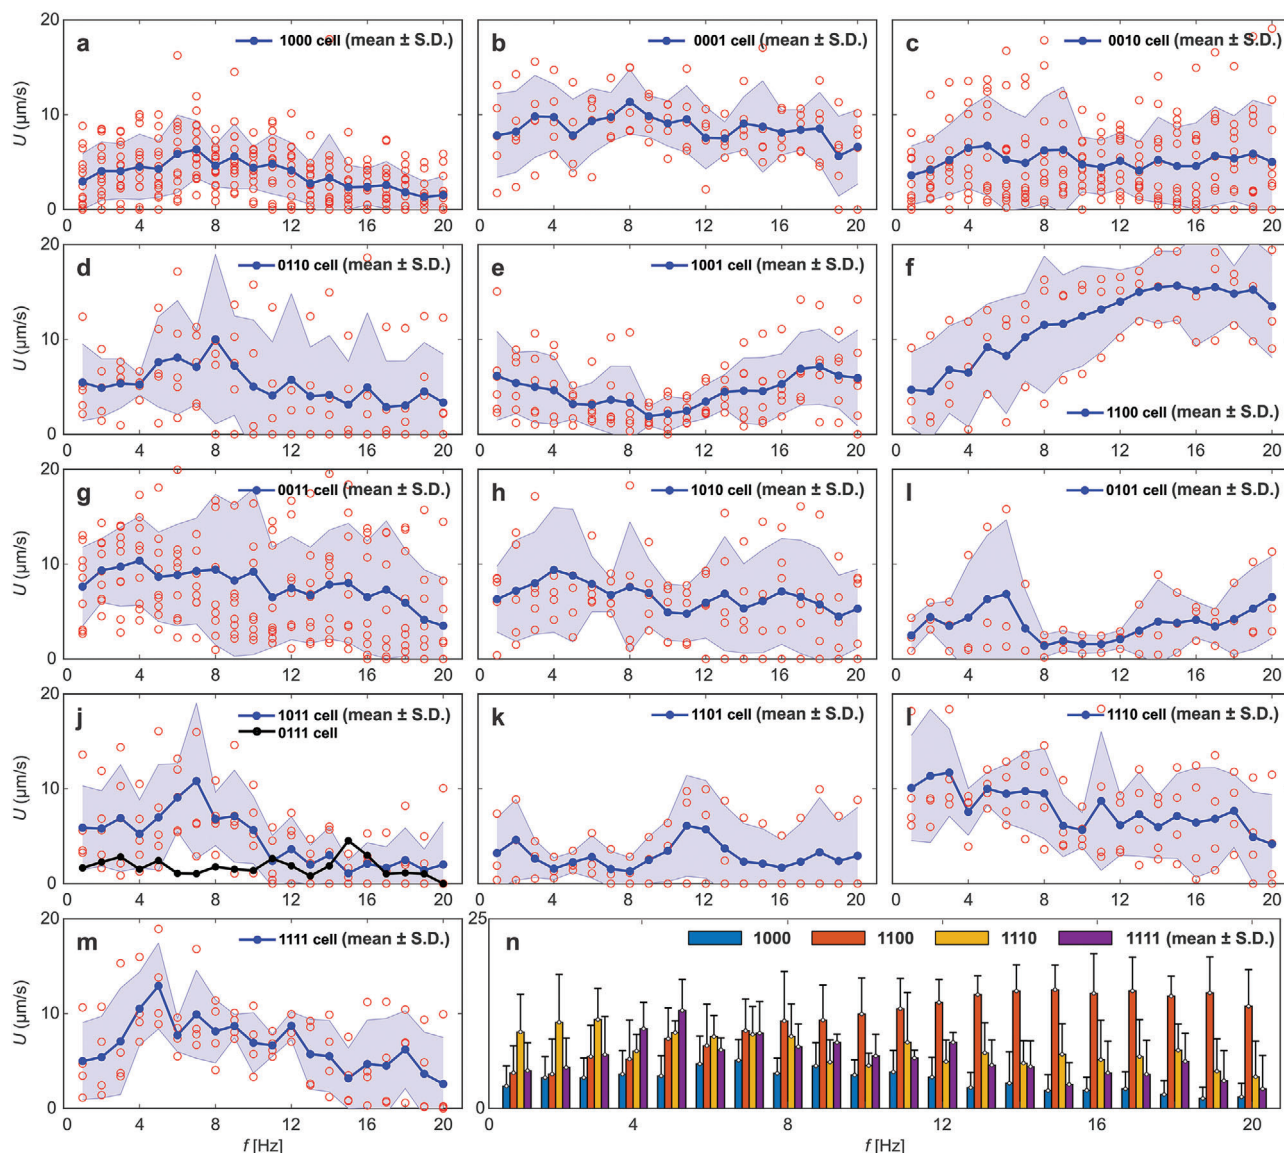 20
10
0
U (μm/s)
a
1000 cell (mean ± S.D.)
0 4 8 12 16 20
b
0001 cell (mean ± S.D.)
0 4 8 12 16 20
c
0010 cell (mean ± S.D.)
0 4 8 12 16 20
20
10
0
U (μm/s)
d
0110 cell (mean ± S.D.)
0 4 8 12 16 20
e
1001 cell (mean ± S.D.)
0 4 8 12 16 20
f
1100 cell (mean ± S.D.)
0 4 8 12 16 20
20
10
0
U (μm/s)
g
0011 cell (mean ± S.D.)
0 4 8 12 16 20
h
1010 cell (mean ± S.D.)
0 4 8 12 16 20
l
0101 cell (mean ± S.D.)
0 4 8 12 16 20
20
10
0
U (μm/s)
j
1011 cell (mean ± S.D.)
0111 cell
0 4 8 12 16 20
k
1101 cell (mean ± S.D.)
0 4 8 12 16 20
l
1110 cell (mean ± S.D.)
0 4 8 12 16 20
20
10
0
U (μm/s)
m
1111 cell (mean ± S.D.)
0 4 8 12 16 20
f [Hz]
25
0
n
1000 1100 1110 1111 (mean ± S.D.)
4 8 12 16 20
f [Hz]